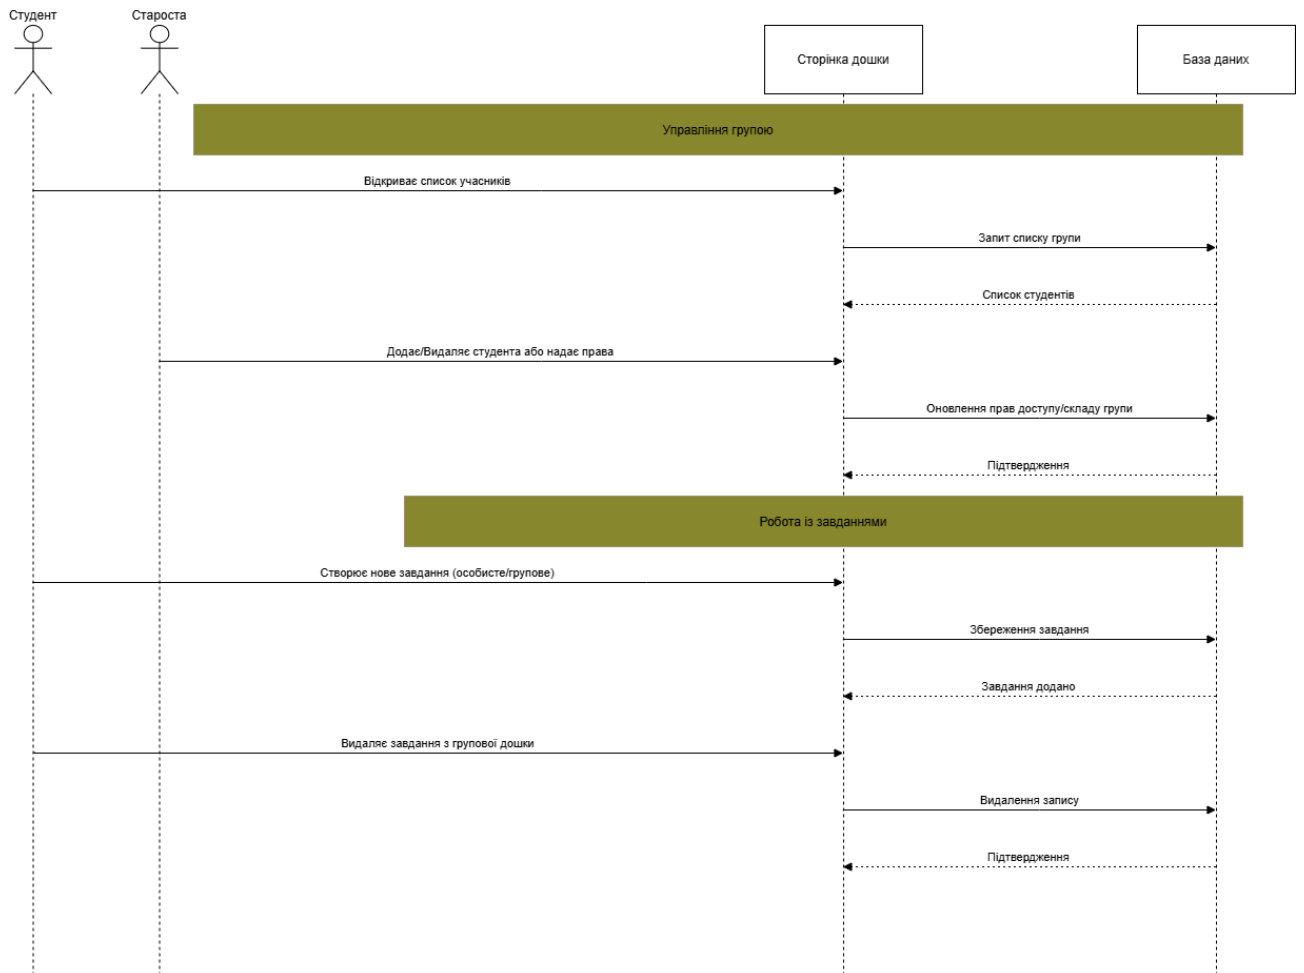 Студент
Староста
Сторінка дошки
База даних
Управління групою
Відкриває список учасників
Запит списку групи
Список студентів
Додає/Видаляє студента або надає права
Оновлення прав доступу/складу групи
Підтвердження
Робота із завданнями
Створює нове завдання (особисте/групове)
Збереження завдання
Завдання додано
Видаляє завдання з групової дошки
Видалення запису
Підтвердження